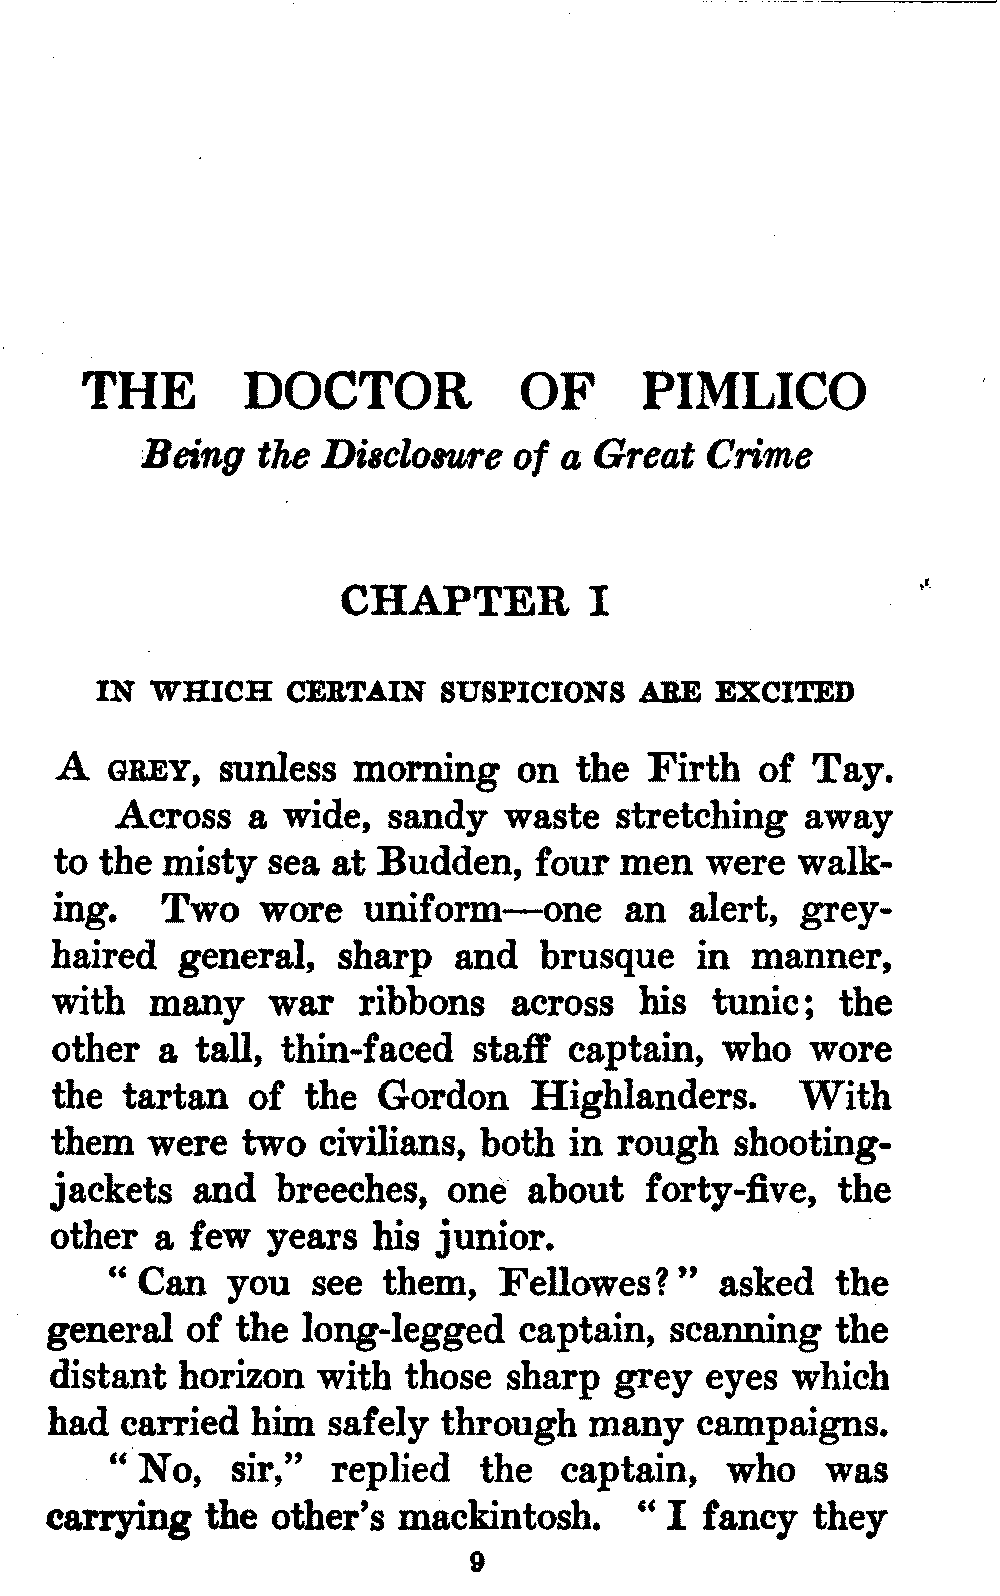 THE DOCTOR OF PIMLICO
Being the Disclosure of a Great Crime
CHAPTER I
IN WHICH CERTAIN SUSPICIONS ARE EXCITED
A GREY, sunless morning on the Firth of Tay.
Across a wide, sandy waste stretching away
to the misty sea at Budden, four men were walk-
ing. Two wore uniform—one an alert, grey-
haired general, sharp and brusque in manner,
with many war ribbons across his tunic; the
other a tall, thin-faced staff captain, who wore
the tartan of the Gordon Highlanders. With
them were two civilians, both in rough shooting-
jackets and breeches, one about forty-five, the
other a few years his junior.
“Can you see them, Fellowes?” asked the
general of the long-legged captain, scanning the
distant horizon with those sharp grey eyes which
had carried him safely through many campaigns.
“No, sir,” replied the captain, who was
carrying the other’s mackintosh. “I fancy they
9